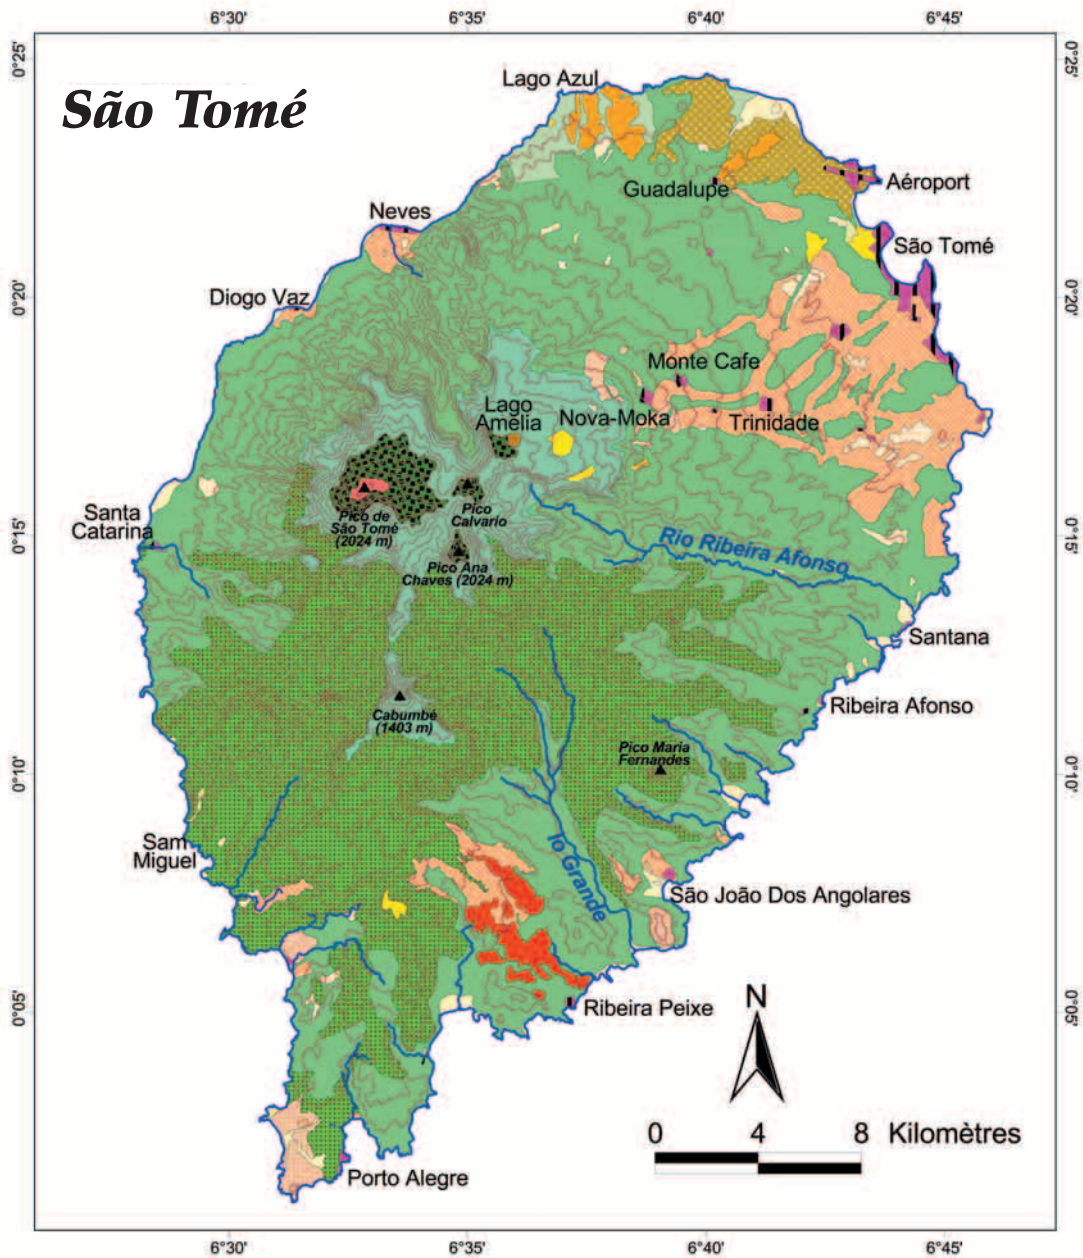 6°30' 6°35' 6°40' 6°45'
0°25' 0°25'
São Tomé
Lago Azul
Guadalupe
Aéroport
Neves
São Tomé
Diogo Vaz
0°20' 0°20'
Monte Cafe
Lago
Amelia
Nova-Moka
Trinidade
Santa
Catarina
Pico de
São Tomé
(2024 m)
Pico
Calvario
0°15' 0°15'
Rio Ribeira Afonso
Pico Ana
Chaves (2024 m)
Santana
Ribeira Afonso
Cabumbé
(1403 m)
Pico Maria
Fernandes
0°10' 0°10'
Sam
Miguel
Io Grande
São João Dos Angolares
0°05' 0°05'
Ribeira Peixe
N
0 4 8 Kilomètres
Porto Alegre
6°30' 6°35' 6°40' 6°45'